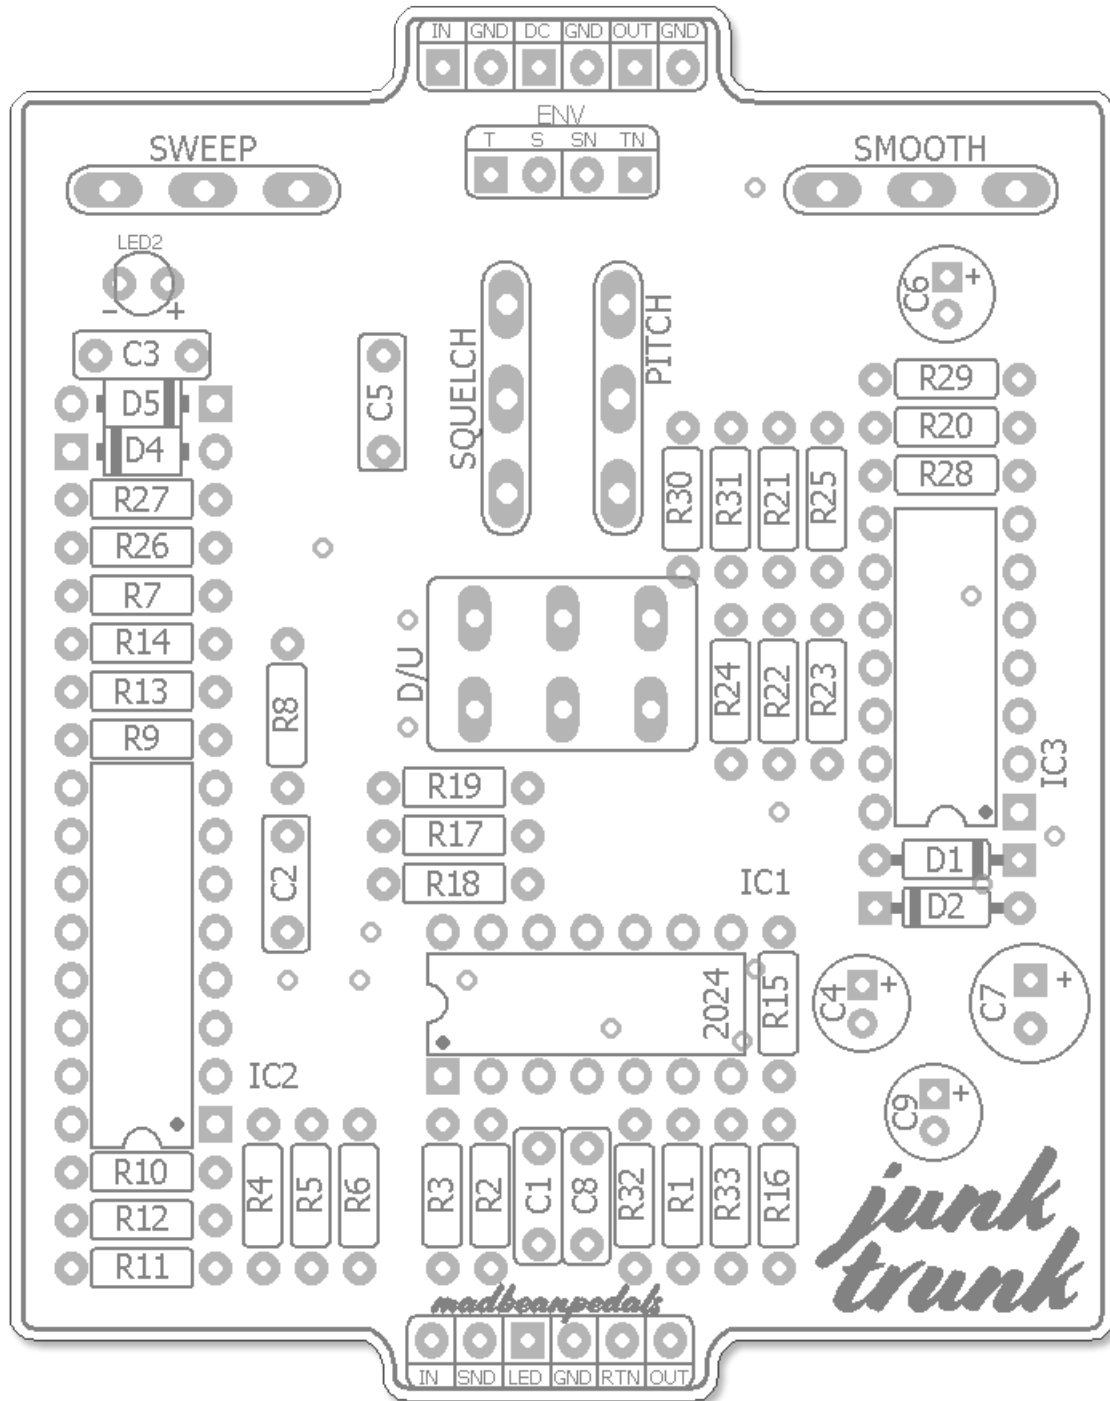 IN GND DC GND OUT GND
ENV
T S SN TN
SWEEP
SMOOTH
LED2
- +
C6 +
SQUELCH
PITCH
C3
C5
D5
D4
R29
R20
R28
R27
R26
R7
R14
R13
R9
R30
R31
R21
R25
R8
D/U
R24
R22
R23
IC3
R19
R17
R18
C2
IC1
D1
D2
2024
R15
C4 +
C7 +
C9 +
IC2
R10
R12
R11
R4
R5
R6
R3
R2
C1
C8
R32
R1
R33
R16
junk
trunk
madbeanpedals
IN SND LED GND RTN OUT